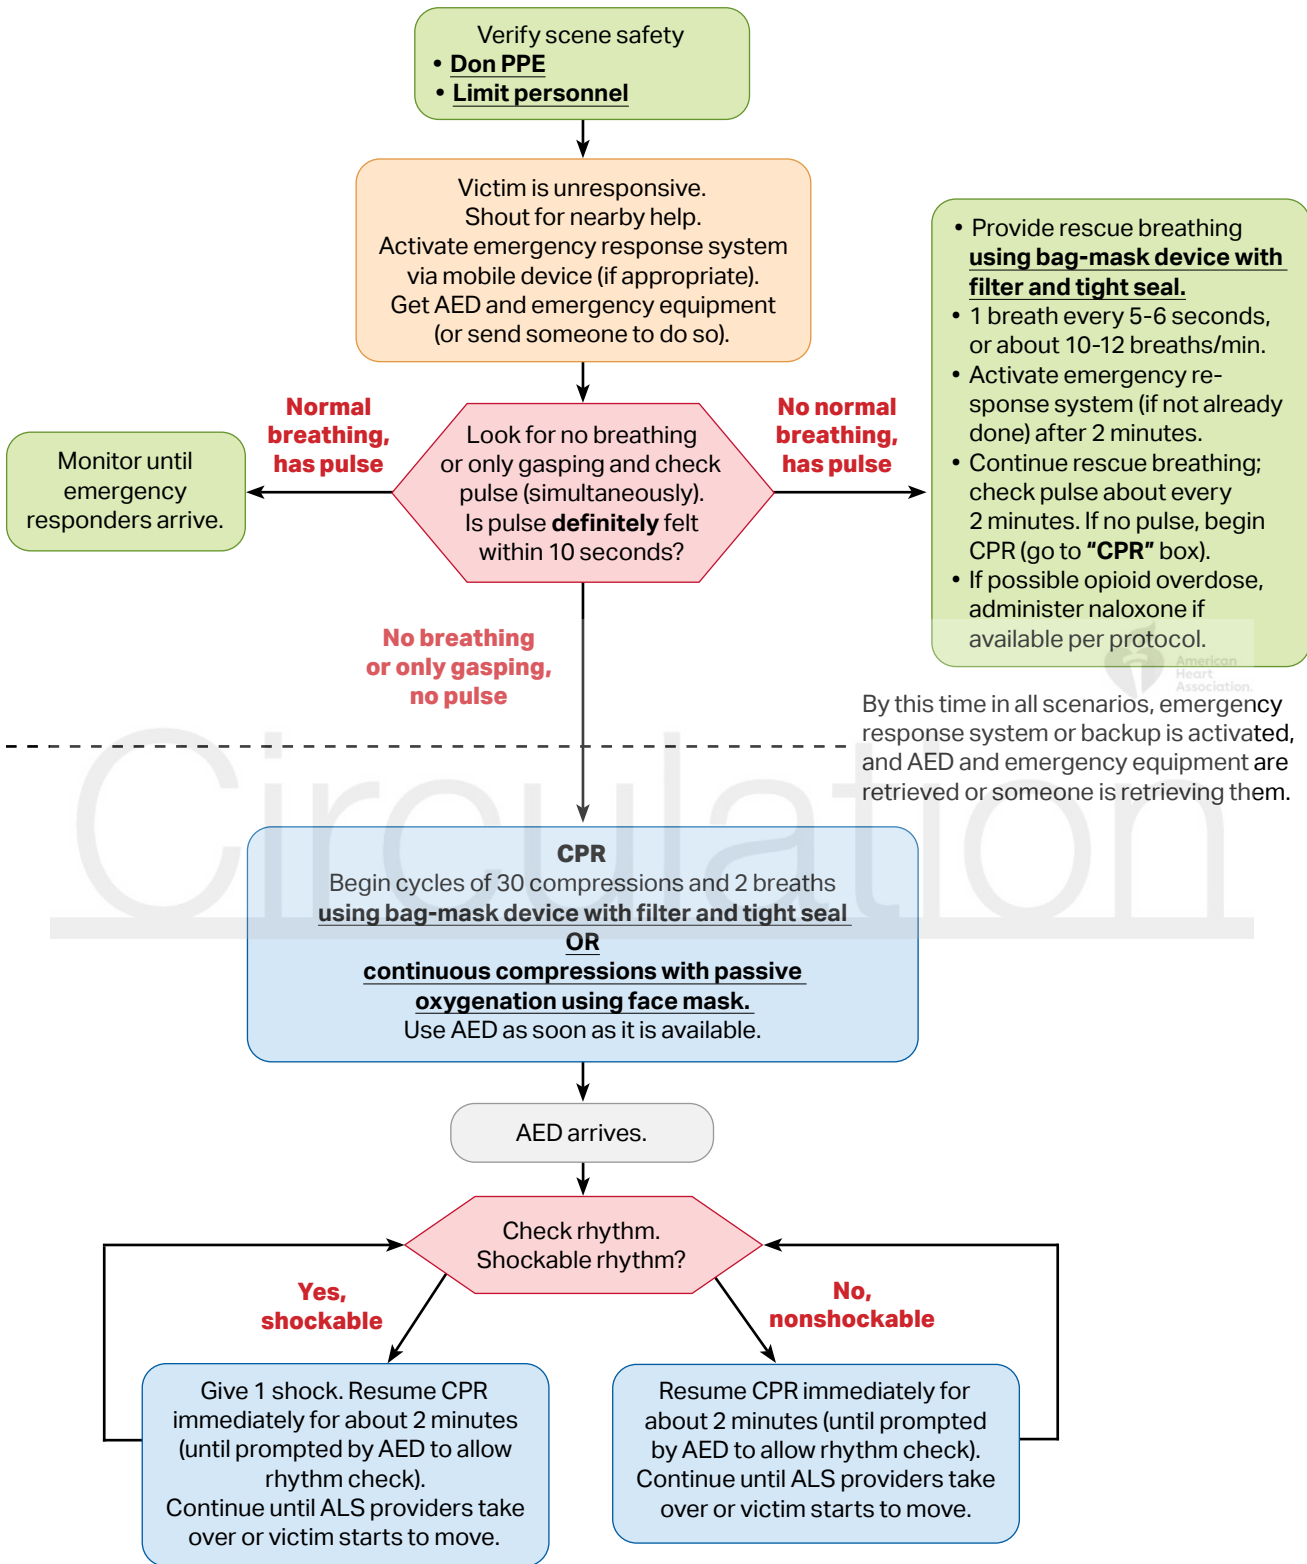 Verify scene safety
• Don PPE
• Limit personnel
Victim is unresponsive.
Shout for nearby help.
Activate emergency response system
via mobile device (if appropriate).
Get AED and emergency equipment
(or send someone to do so).
Normal
breathing,
has pulse
Monitor until
emergency
responders arrive.
Look for no breathing
or only gasping and check
pulse (simultaneously).
Is pulse definitely felt
within 10 seconds?
No normal
breathing,
has pulse
• Provide rescue breathing
using bag-mask device with
filter and tight seal.
• 1 breath every 5-6 seconds,
or about 10-12 breaths/min.
• Activate emergency re-
sponse system (if not already
done) after 2 minutes.
• Continue rescue breathing;
check pulse about every
2 minutes. If no pulse, begin
CPR (go to “CPR” box).
• If possible opioid overdose,
administer naloxone if
available per protocol.
American
Heart
Association.
No breathing
or only gasping,
no pulse
By this time in all scenarios, emergency
response system or backup is activated,
and AED and emergency equipment are
retrieved or someone is retrieving them.
Circulation
CPR
Begin cycles of 30 compressions and 2 breaths
using bag-mask device with filter and tight seal
OR
continuous compressions with passive
oxygenation using face mask.
Use AED as soon as it is available.
AED arrives.
Check rhythm.
Shockable rhythm?
Yes,
shockable
No,
nonshockable
Give 1 shock. Resume CPR
immediately for about 2 minutes
(until prompted by AED to allow
rhythm check).
Continue until ALS providers take
over or victim starts to move.
Resume CPR immediately for
about 2 minutes (until prompted
by AED to allow rhythm check).
Continue until ALS providers take
over or victim starts to move.